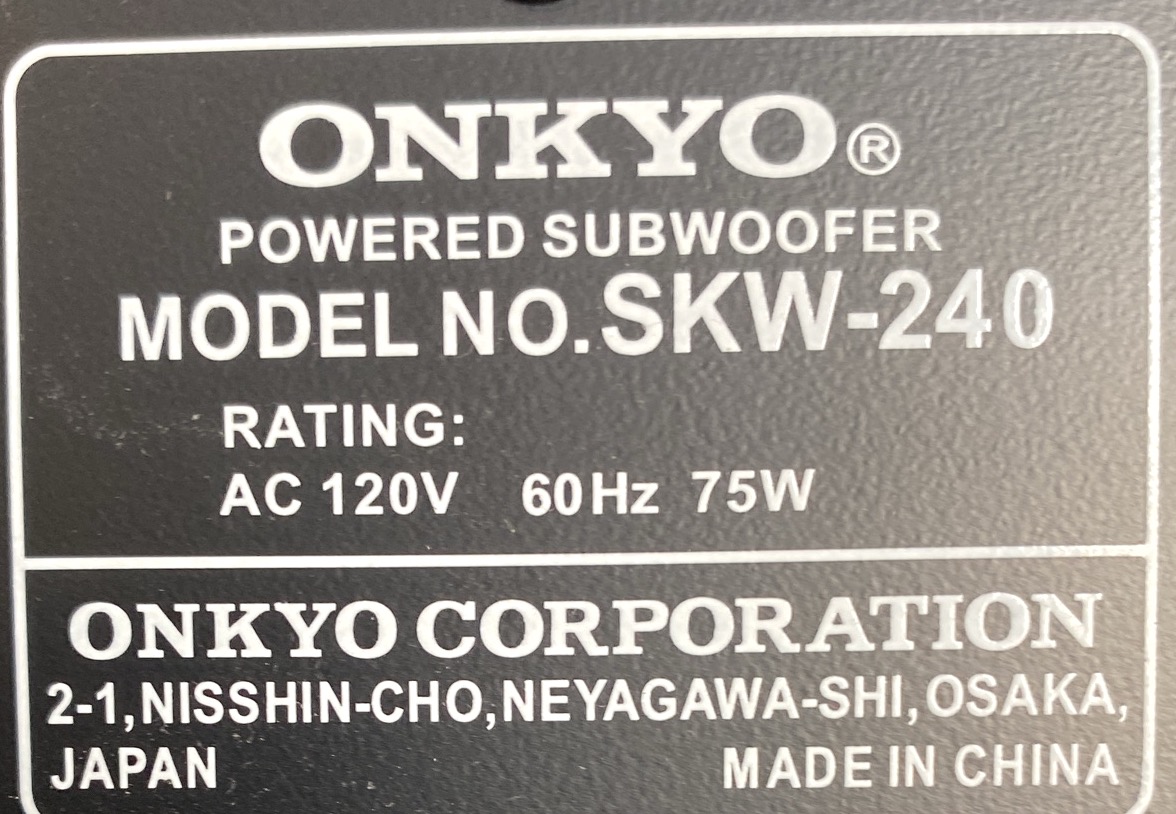 ONKYO®
POWERED SUBWOOFER
MODEL NO.SKW-240
RATING:
AC 120V 60Hz 75W
ONKYO CORPORATION
2-1,NISSHIN-CHO,NEYAGAWA-SHI,OSAKA,
JAPAN MADE IN CHINA